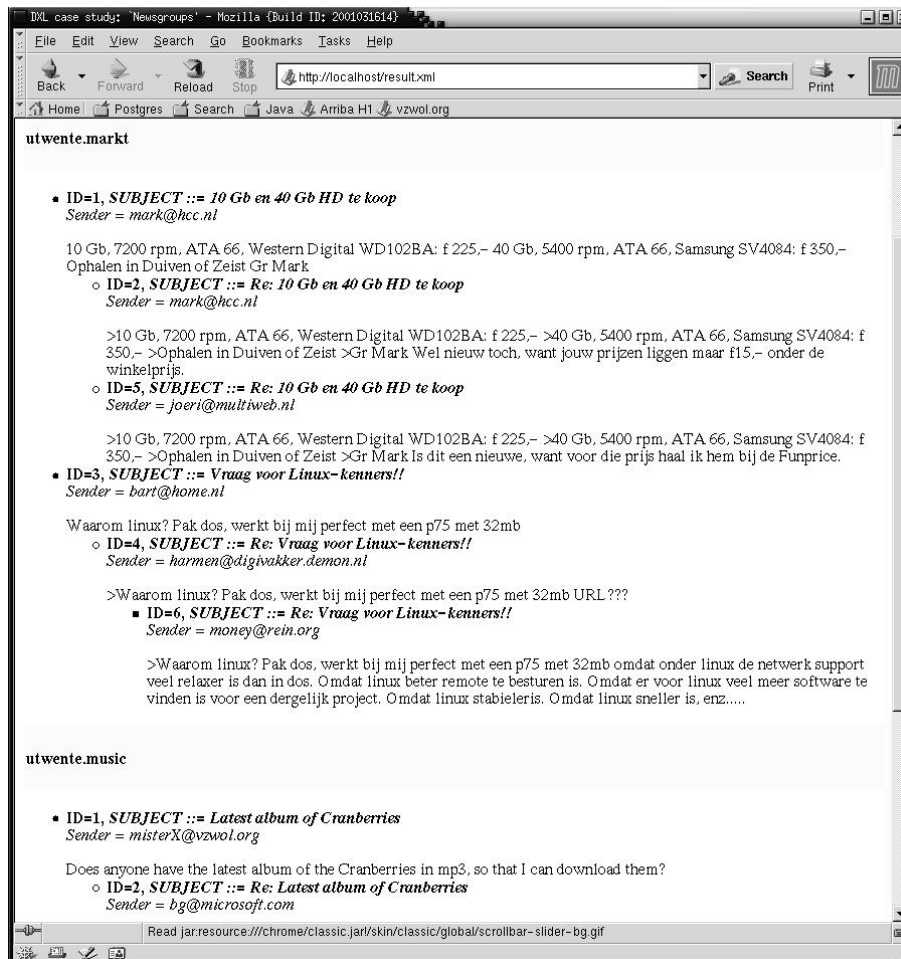 DXL case study: `Newsgroups' - Mozilla {Build ID: 2001031614}
File Edit View Search Go Bookmarks Tasks Help
Back Forward Reload Stop http://localhost/result.xml Search Print
Home Postgres Search Java Arriba H1 vzwol.org
utwente.markt
ID=1, SUBJECT ::= 10 Gb en 40 Gb HD te koop
Sender = mark@hcc.nl
10 Gb, 7200 rpm, ATA 66, Western Digital WD102BA: f 225,– 40 Gb, 5400 rpm, ATA 66, Samsung SV4084: f 350,–
Ophalen in Duiven of Zeist Gr Mark
ID=2, SUBJECT ::= Re: 10 Gb en 40 Gb HD te koop
Sender = mark@hcc.nl
>10 Gb, 7200 rpm, ATA 66, Western Digital WD102BA: f 225,– >40 Gb, 5400 rpm, ATA 66, Samsung SV4084: f
350,– >Ophalen in Duiven of Zeist >Gr Mark Wel nieuw toch, want jouw prijzen liggen maar f15,– onder de
winkelprijs.
ID=5, SUBJECT ::= Re: 10 Gb en 40 Gb HD te koop
Sender = joeri@multiweb.nl
>10 Gb, 7200 rpm, ATA 66, Western Digital WD102BA: f 225,– >40 Gb, 5400 rpm, ATA 66, Samsung SV4084: f
350,– >Ophalen in Duiven of Zeist >Gr Mark Is dit een nieuwe, want voor die prijs haal ik hem bij de Funprice.
ID=3, SUBJECT ::= Vraag voor Linux-kenners!!
Sender = bart@home.nl
Waarom linux? Pak dos, werkt bij mij perfect met een p75 met 32mb
ID=4, SUBJECT ::= Re: Vraag voor Linux-kenners!!
Sender = harmen@digivakker.demon.nl
>Waarom linux? Pak dos, werkt bij mij perfect met een p75 met 32mb URL???
ID=6, SUBJECT ::= Re: Vraag voor Linux-kenners!!
Sender = money@rein.org
>Waarom linux? Pak dos, werkt bij mij perfect met een p75 met 32mb omdat onder linux de netwerk support
veel relaxer is dan in dos. Omdat linux beter remote te besturen is. Omdat er voor linux veel meer software te
vinden is voor een dergelijk project. Omdat linux stabieleris. Omdat linux sneller is, enz.....
utwente.music
ID=1, SUBJECT ::= Latest album of Cranberries
Sender = misterX@vzwol.org
Does anyone have the latest album of the Cranberries in mp3, so that I can download them?
ID=2, SUBJECT ::= Re: Latest album of Cranberries
Sender = bg@microsoft.com
Read jar:resource:///chrome/classic.jar!/skin/classic/global/scrollbar-slider-bg.gif